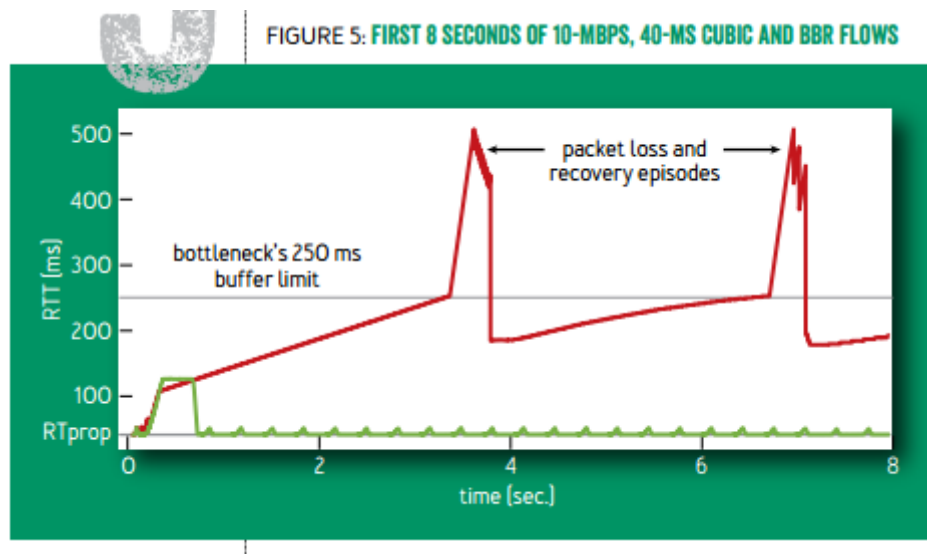 FIGURE 5: FIRST 8 SECONDS OF 10-MBPS, 40-MS CUBIC AND BBR FLOWS
500
400
300
200
100
RTprop
RTT (ms)
packet loss and
recovery episodes
bottleneck's 250 ms
buffer limit
0
2
4
6
8
time (sec.)